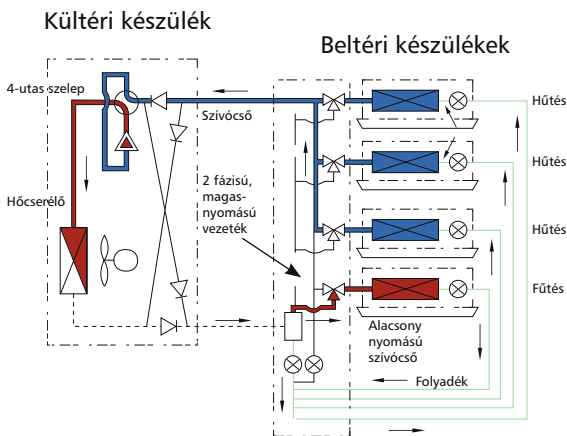 Kültéri készülék
Beltéri készülékek
4-utas szelep
Szívócső
Hűtés
2 fázisú,
magas-
nyomású
vezeték
Hűtés
Hőcserélő
Hűtés
Fűtés
Alacsony
nyomású
szívócső
Folyadék